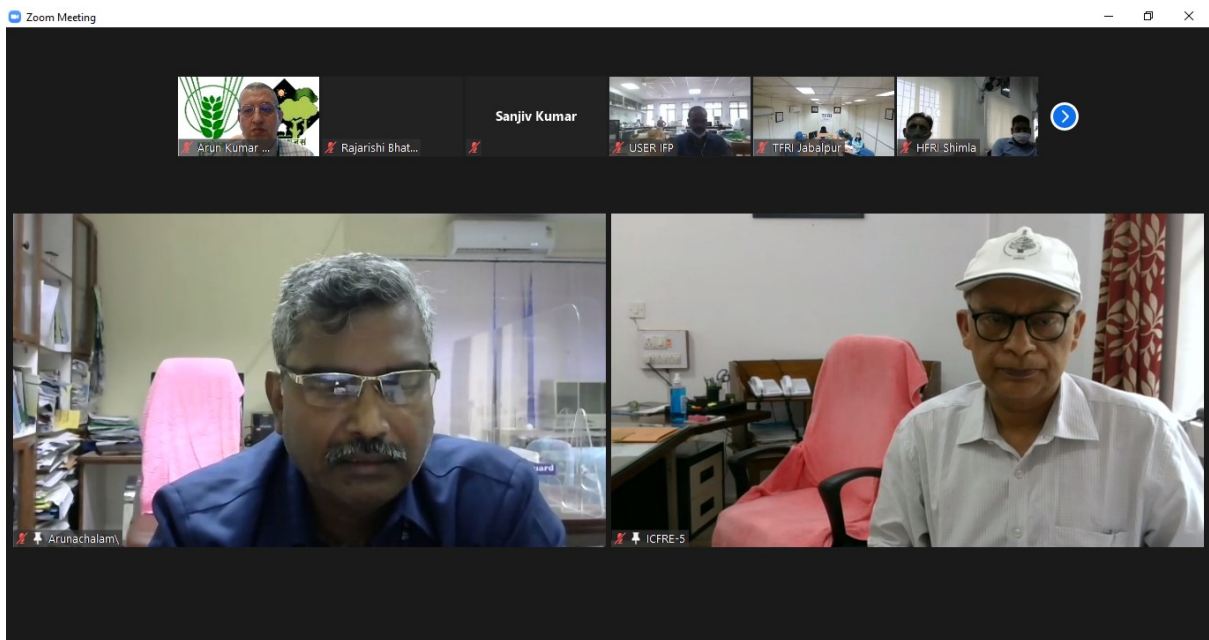 Zoom Meeting
Arun Kumar ...
Rajarishi Bhat...
Sanjiv Kumar
USER IFP
TFRI Jabalpur
HFRI Shimla
Arunachalam\
ICFRE-5